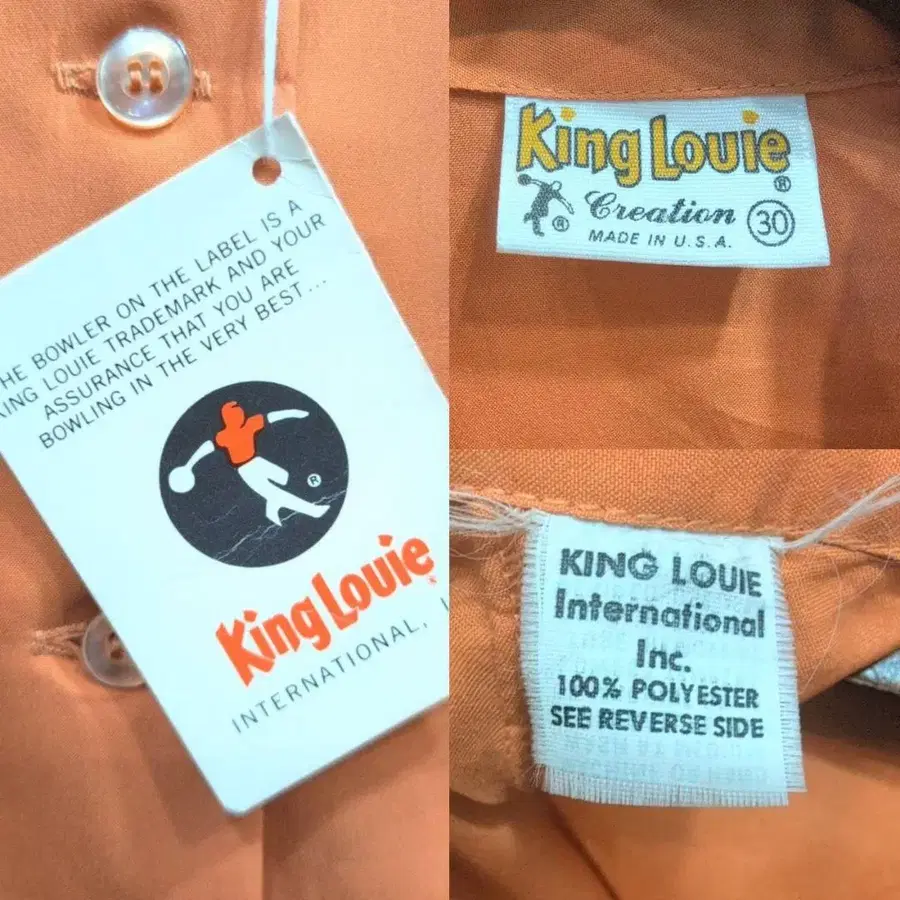 HE BOWLER ON THE LABEL IS A
KING LOUIE TRADEMARK AND YOUR
ASSURANCE THAT YOU ARE
BOWLING IN THE VERY BEST...
®
King Louie®
INTERNATIONAL,
King Louie®
® Creation 30
MADE IN U.S.A.
KING LOUIE
International
Inc.
100% POLYESTER
SEE REVERSE SIDE